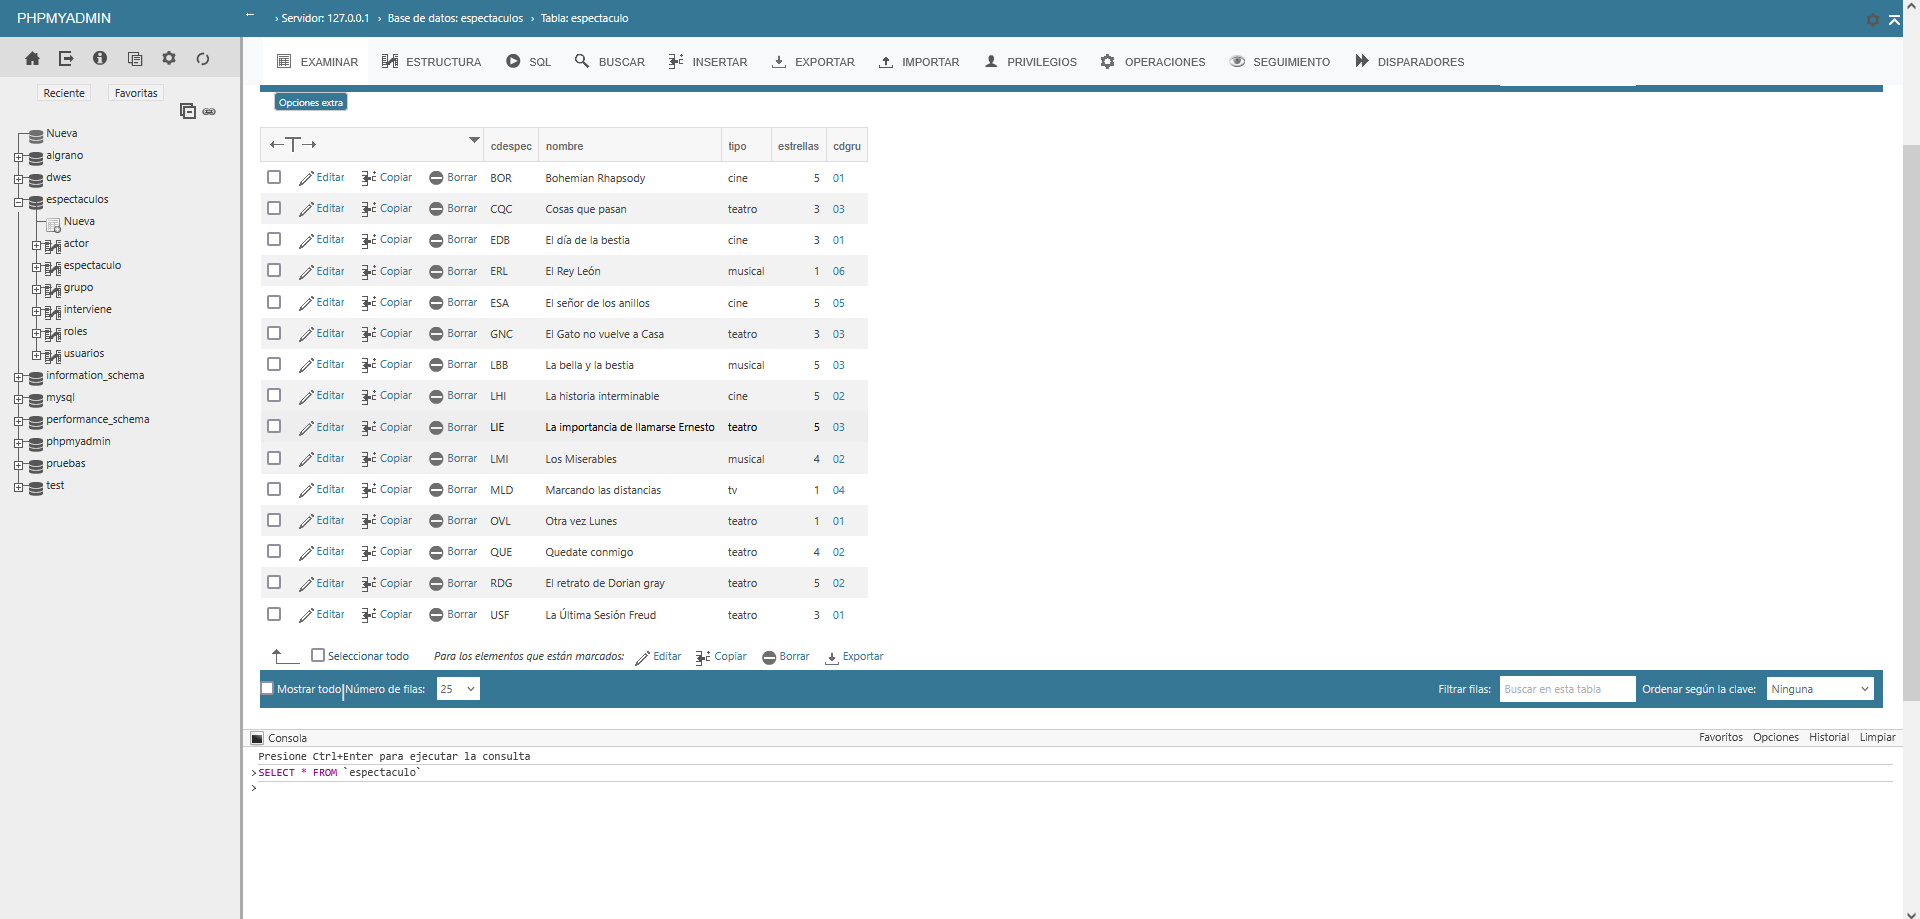 PHPMYADMIN
← › Servidor: 127.0.0.1 › Base de datos: espectaculos › Tabla: espectaculo
EXAMINAR ESTRUCTURA SQL BUSCAR INSERTAR EXPORTAR IMPORTAR PRIVILEGIOS OPERACIONES SEGUIMIENTO DISPARADORES
Reciente Favoritas
Nueva
algrano
dwes
espectaculos
Nueva
actor
espectaculo
grupo
interviene
roles
usuarios
information_schema
mysql
performance_schema
phpmyadmin
pruebas
test
Opciones extra
←T→ cdespec nombre tipo estrellas cdgru
Editar Copiar Borrar BOR Bohemian Rhapsody cine 5 01
Editar Copiar Borrar CQC Cosas que pasan teatro 3 03
Editar Copiar Borrar EDB El día de la bestia cine 3 01
Editar Copiar Borrar ERL El Rey León musical 1 06
Editar Copiar Borrar ESA El señor de los anillos cine 5 05
Editar Copiar Borrar GNC El Gato no vuelve a Casa teatro 3 03
Editar Copiar Borrar LBB La bella y la bestia musical 5 03
Editar Copiar Borrar LHI La historia interminable cine 5 02
Editar Copiar Borrar LIE La importancia de llamarse Ernesto teatro 5 03
Editar Copiar Borrar LMI Los Miserables musical 4 02
Editar Copiar Borrar MLD Marcando las distancias tv 1 04
Editar Copiar Borrar OVL Otra vez Lunes teatro 1 01
Editar Copiar Borrar QUE Quedate conmigo teatro 4 02
Editar Copiar Borrar RDG El retrato de Dorian gray teatro 5 02
Editar Copiar Borrar USF La Última Sesión Freud teatro 3 01
Seleccionar todo Para los elementos que están marcados: Editar Copiar Borrar Exportar
Mostrar todo Número de filas: 25 Filtrar filas: Buscar en esta tabla Ordenar según la clave: Ninguna
Consola Favoritos Opciones Historial Limpiar
Presione Ctrl+Enter para ejecutar la consulta
>SELECT * FROM `espectaculo`
>